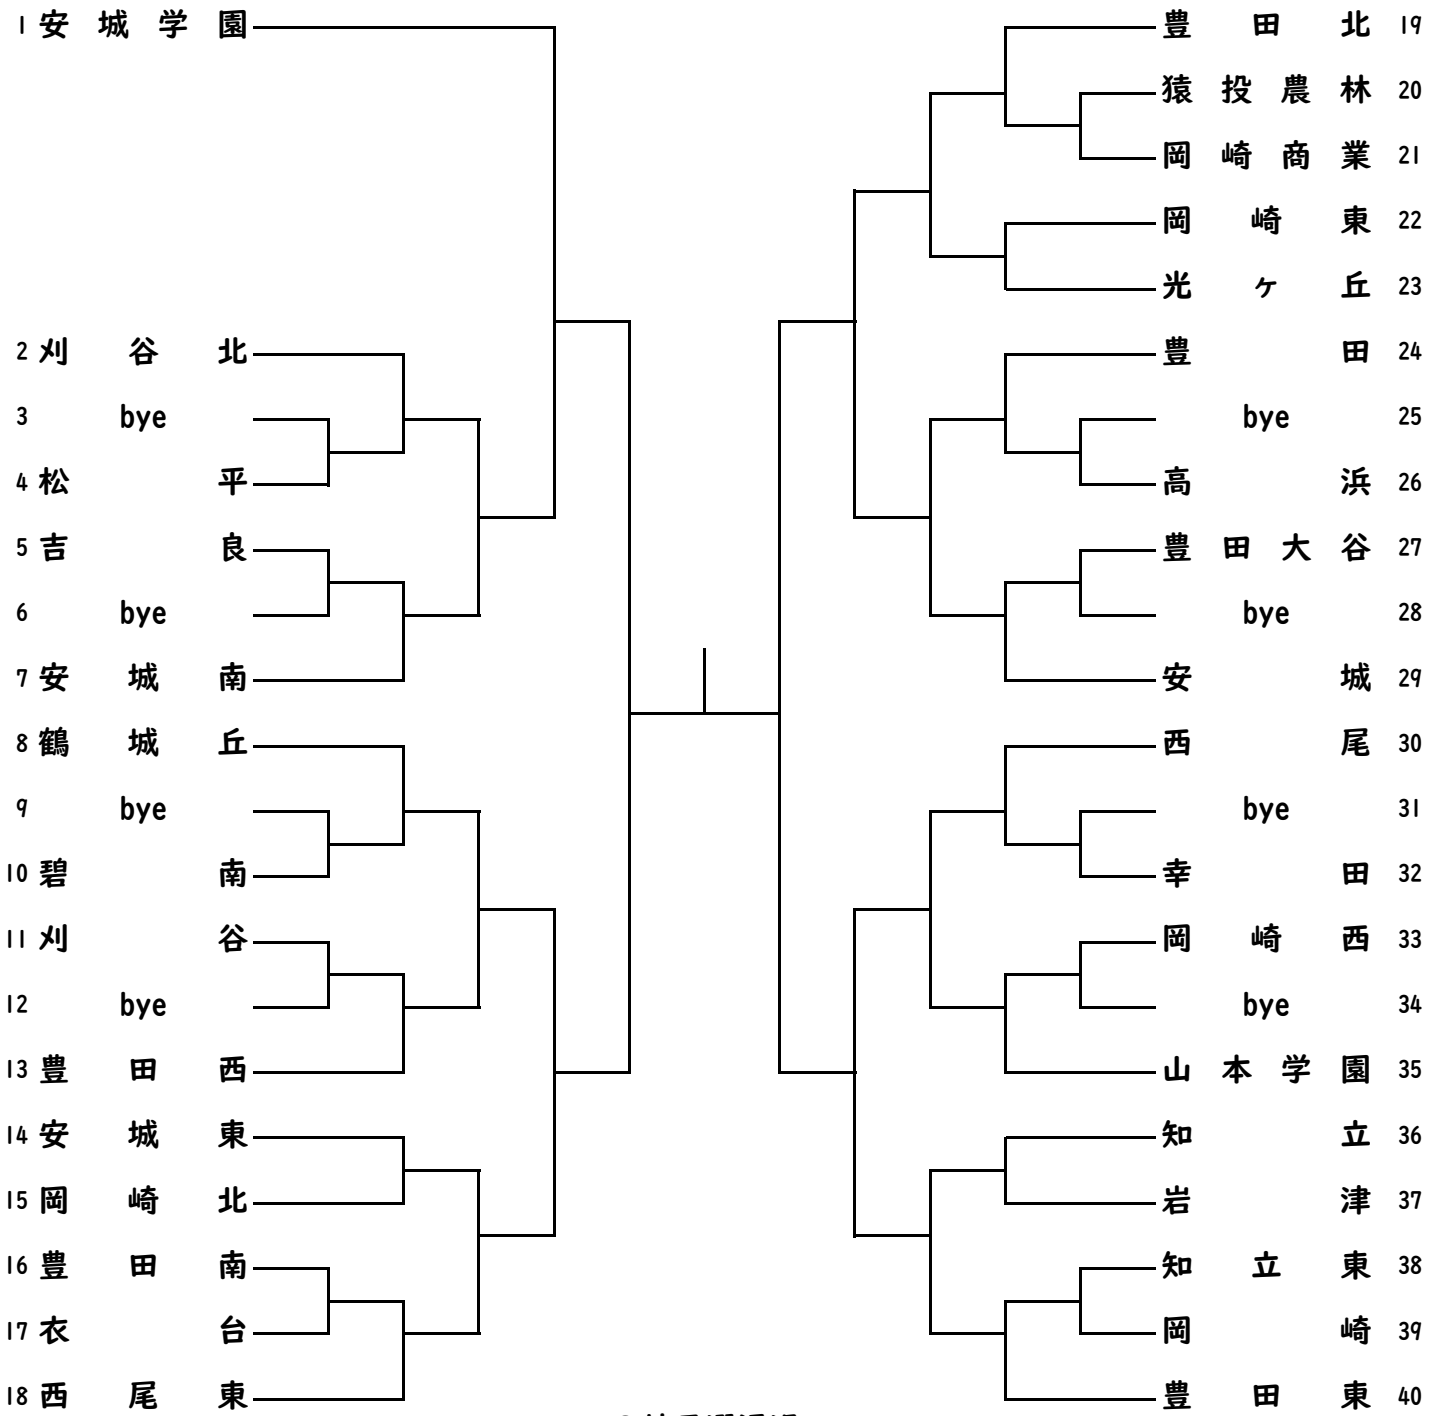 1 安城学園
2 刈谷北
3 bye
4 松平
5 吉良
6 bye
7 安城南
8 鶴城丘
9 bye
10 碧南
11 刈谷
12 bye
13 豊田西
14 安城東
15 岡崎北
16 豊田南
17 衣台
18 西尾東
豊田北 19
猿投農林 20
岡崎商業 21
岡崎東 22
光ヶ丘 23
豊田 24
bye 25
高浜 26
豊田大谷 27
bye 28
安城 29
西尾 30
bye 31
幸田 32
岡崎西 33
bye 34
山本学園 35
知立 36
岩津 37
知立東 38
岡崎 39
豊田東 40